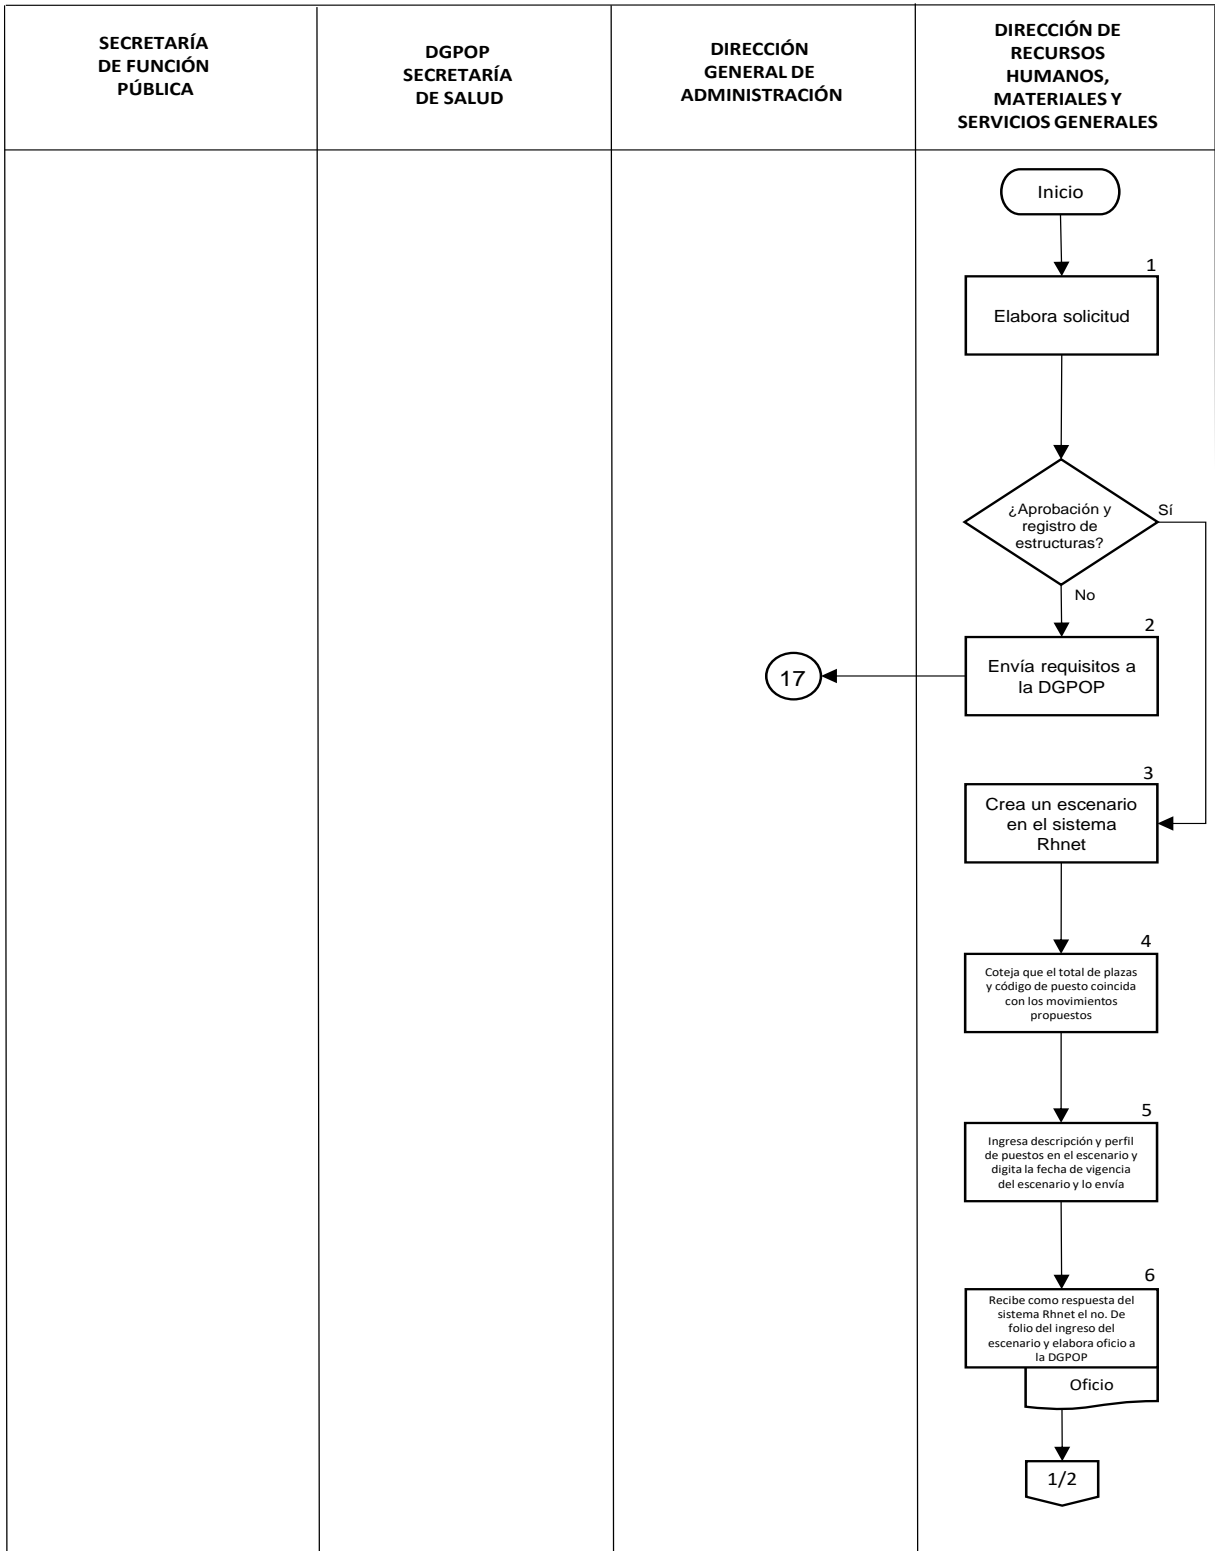 SECRETARÍA
DE FUNCIÓN
PÚBLICA
DGPOP
SECRETARÍA
DE SALUD
DIRECCIÓN
GENERAL DE
ADMINISTRACIÓN
DIRECCIÓN DE
RECURSOS
HUMANOS,
MATERIALES Y
SERVICIOS GENERALES
Inicio
1
Elabora solicitud
¿Aprobación y
registro de
estructuras?
Sí
No
2
Envía requisitos a
la DGPOP
17
3
Crea un escenario
en el sistema
Rhnet
4
Coteja que el total de plazas
y código de puesto coincida
con los movimientos
propuestos
5
Ingresa descripción y perfil
de puestos en el escenario y
digita la fecha de vigencia
del escenario y lo envía
6
Recibe como respuesta del
sistema Rhnet el no. De
folio del ingreso del
escenario y elabora oficio a
la DGPOP
Oficio
1/2